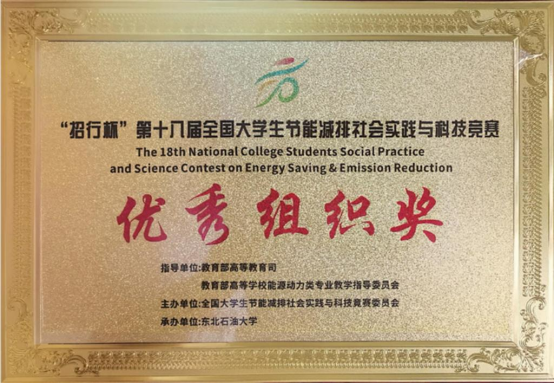 “招行杯”第十八届全国大学生节能减排社会实践与科技竞赛
The 18th National College Students Social Practice
and Science Contest on Energy Saving & Emission Reduction
优秀组织奖
指导单位:教育部高等教育司
教育部高等学校能源动力类专业教学指导委员会
主办单位:全国大学生节能减排社会实践与科技竞赛委员会
承办单位:东北石油大学